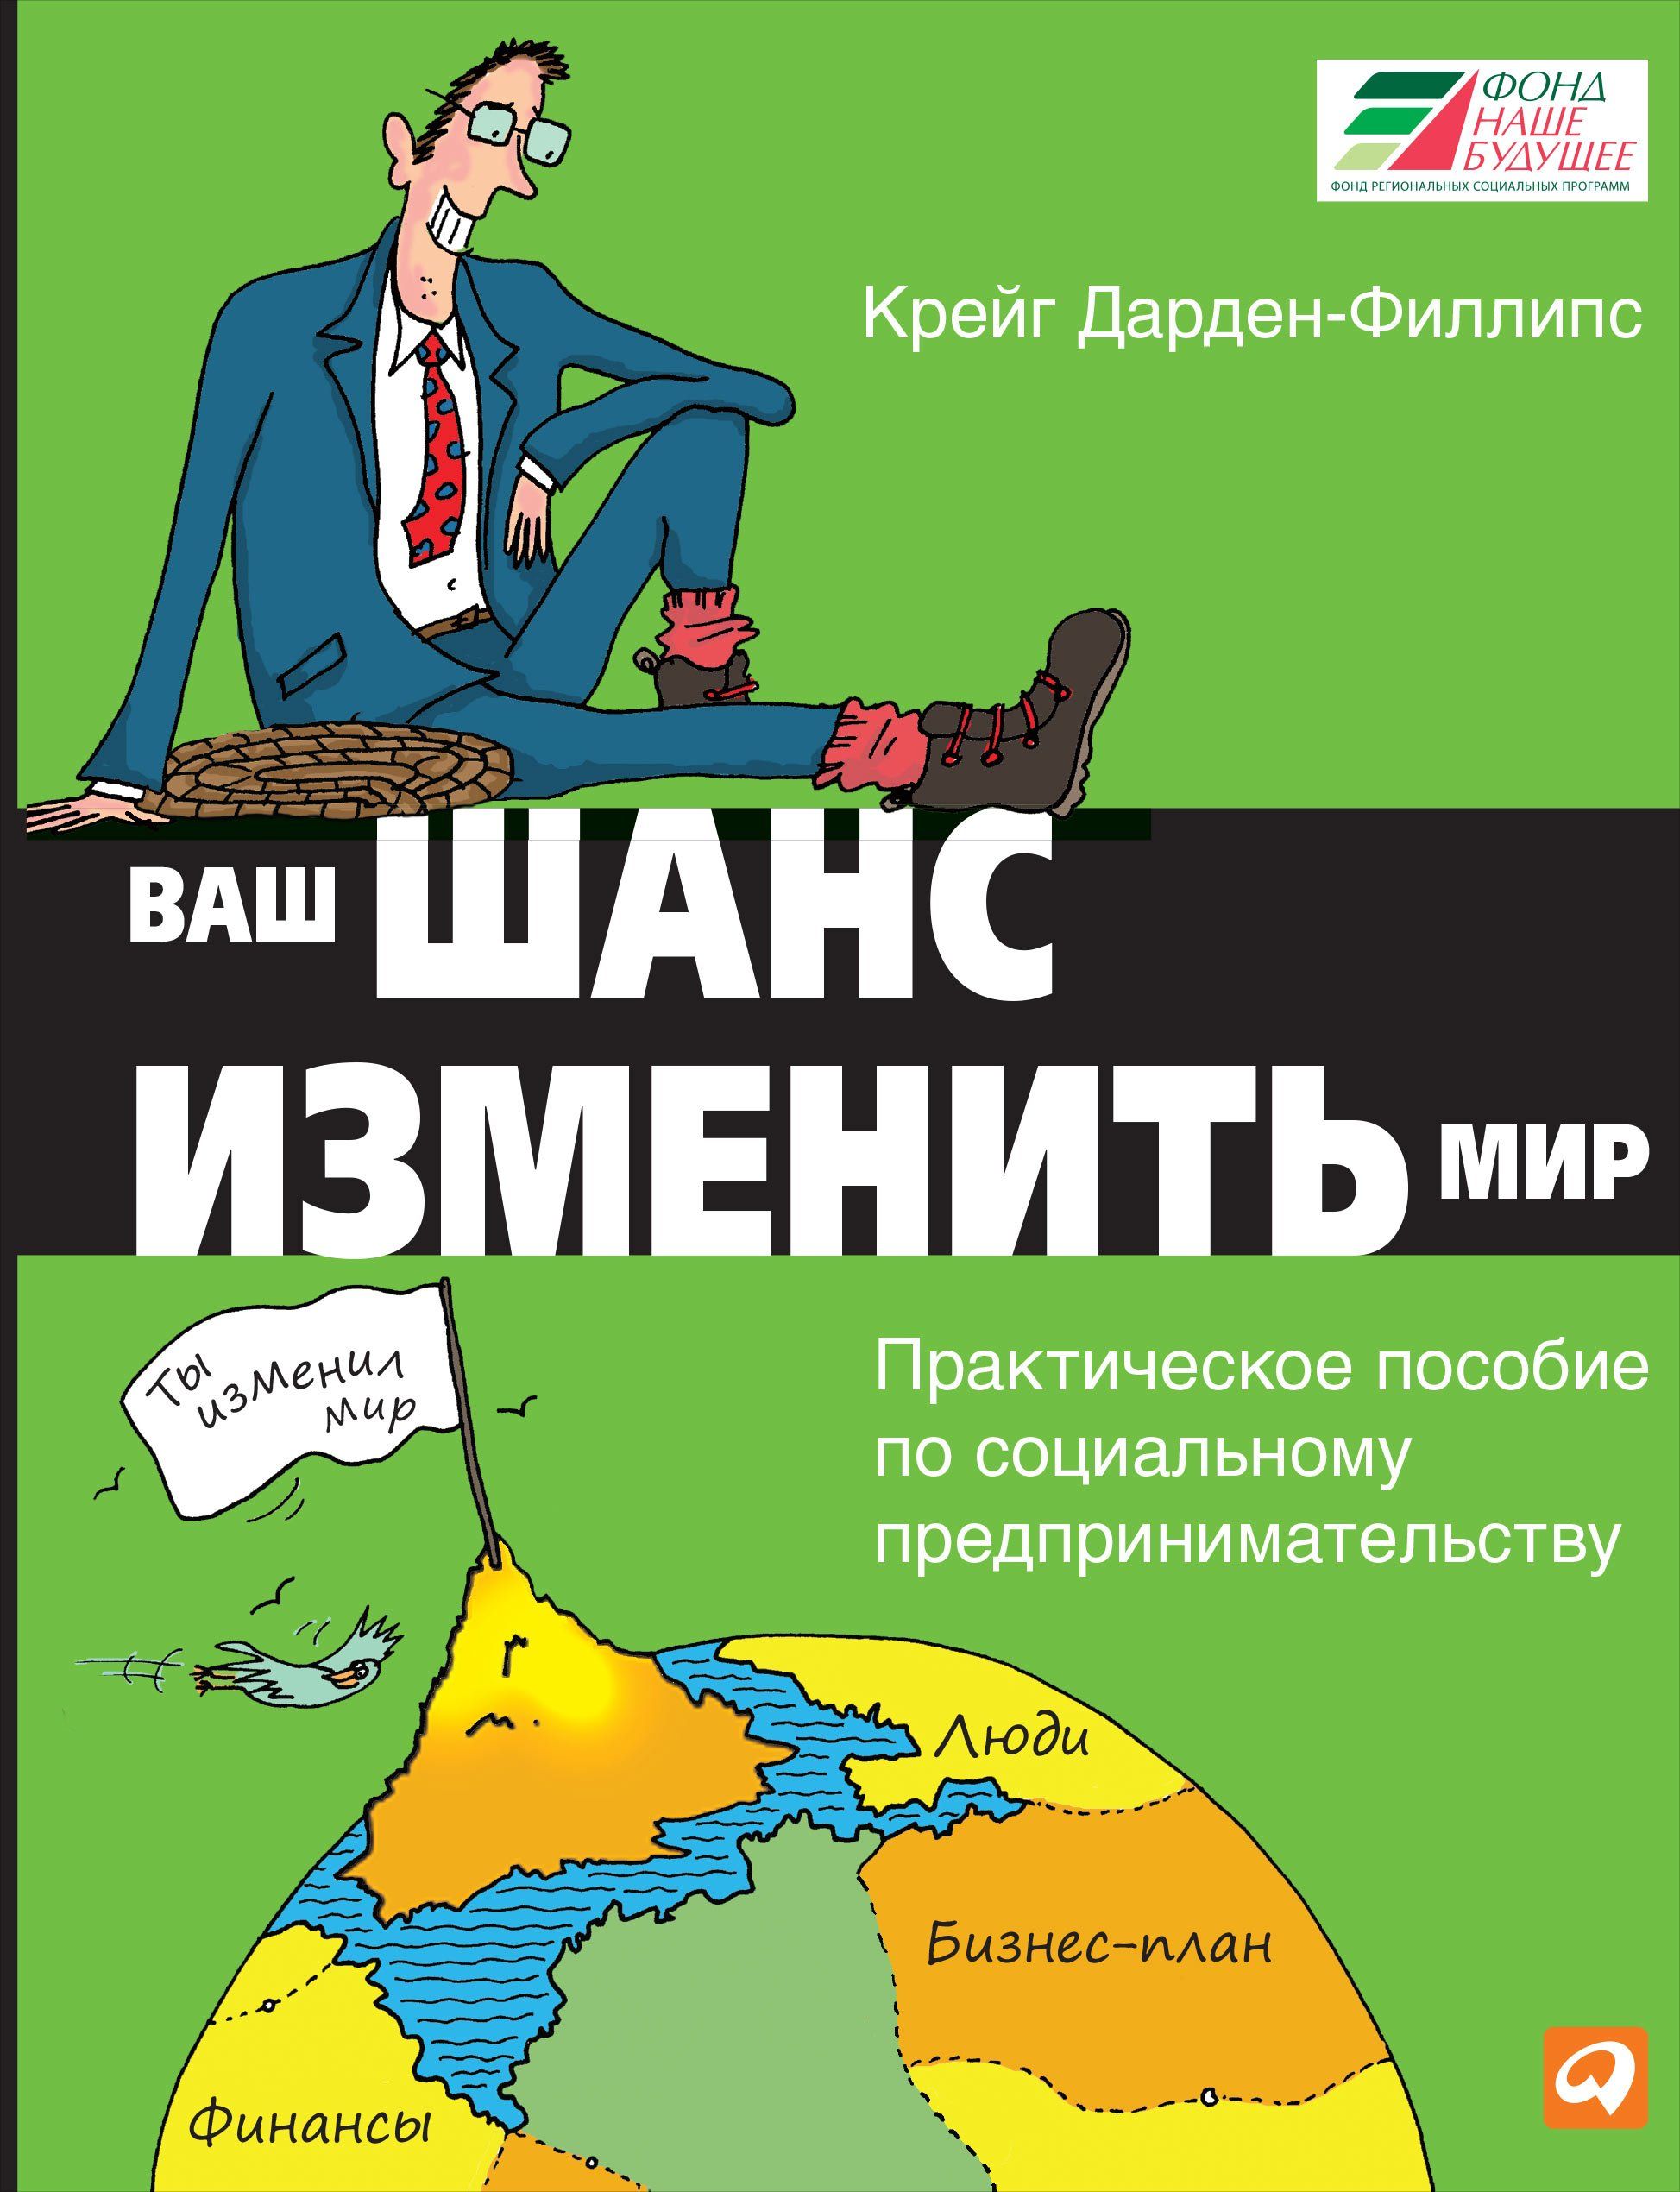 ФОНД
НАШЕ
БУДУЩЕЕ
ФОНД РЕГИОНАЛЬНЫХ СОЦИАЛЬНЫХ ПРОГРАММ
Крейг Дарден-Филлипс
ВАШ ШАНС
ИЗМЕНИТЬ МИР
Ты
изменил
мир
Практическое пособие
по социальному
предпринимательству
Люди
Бизнес-план
Финансы